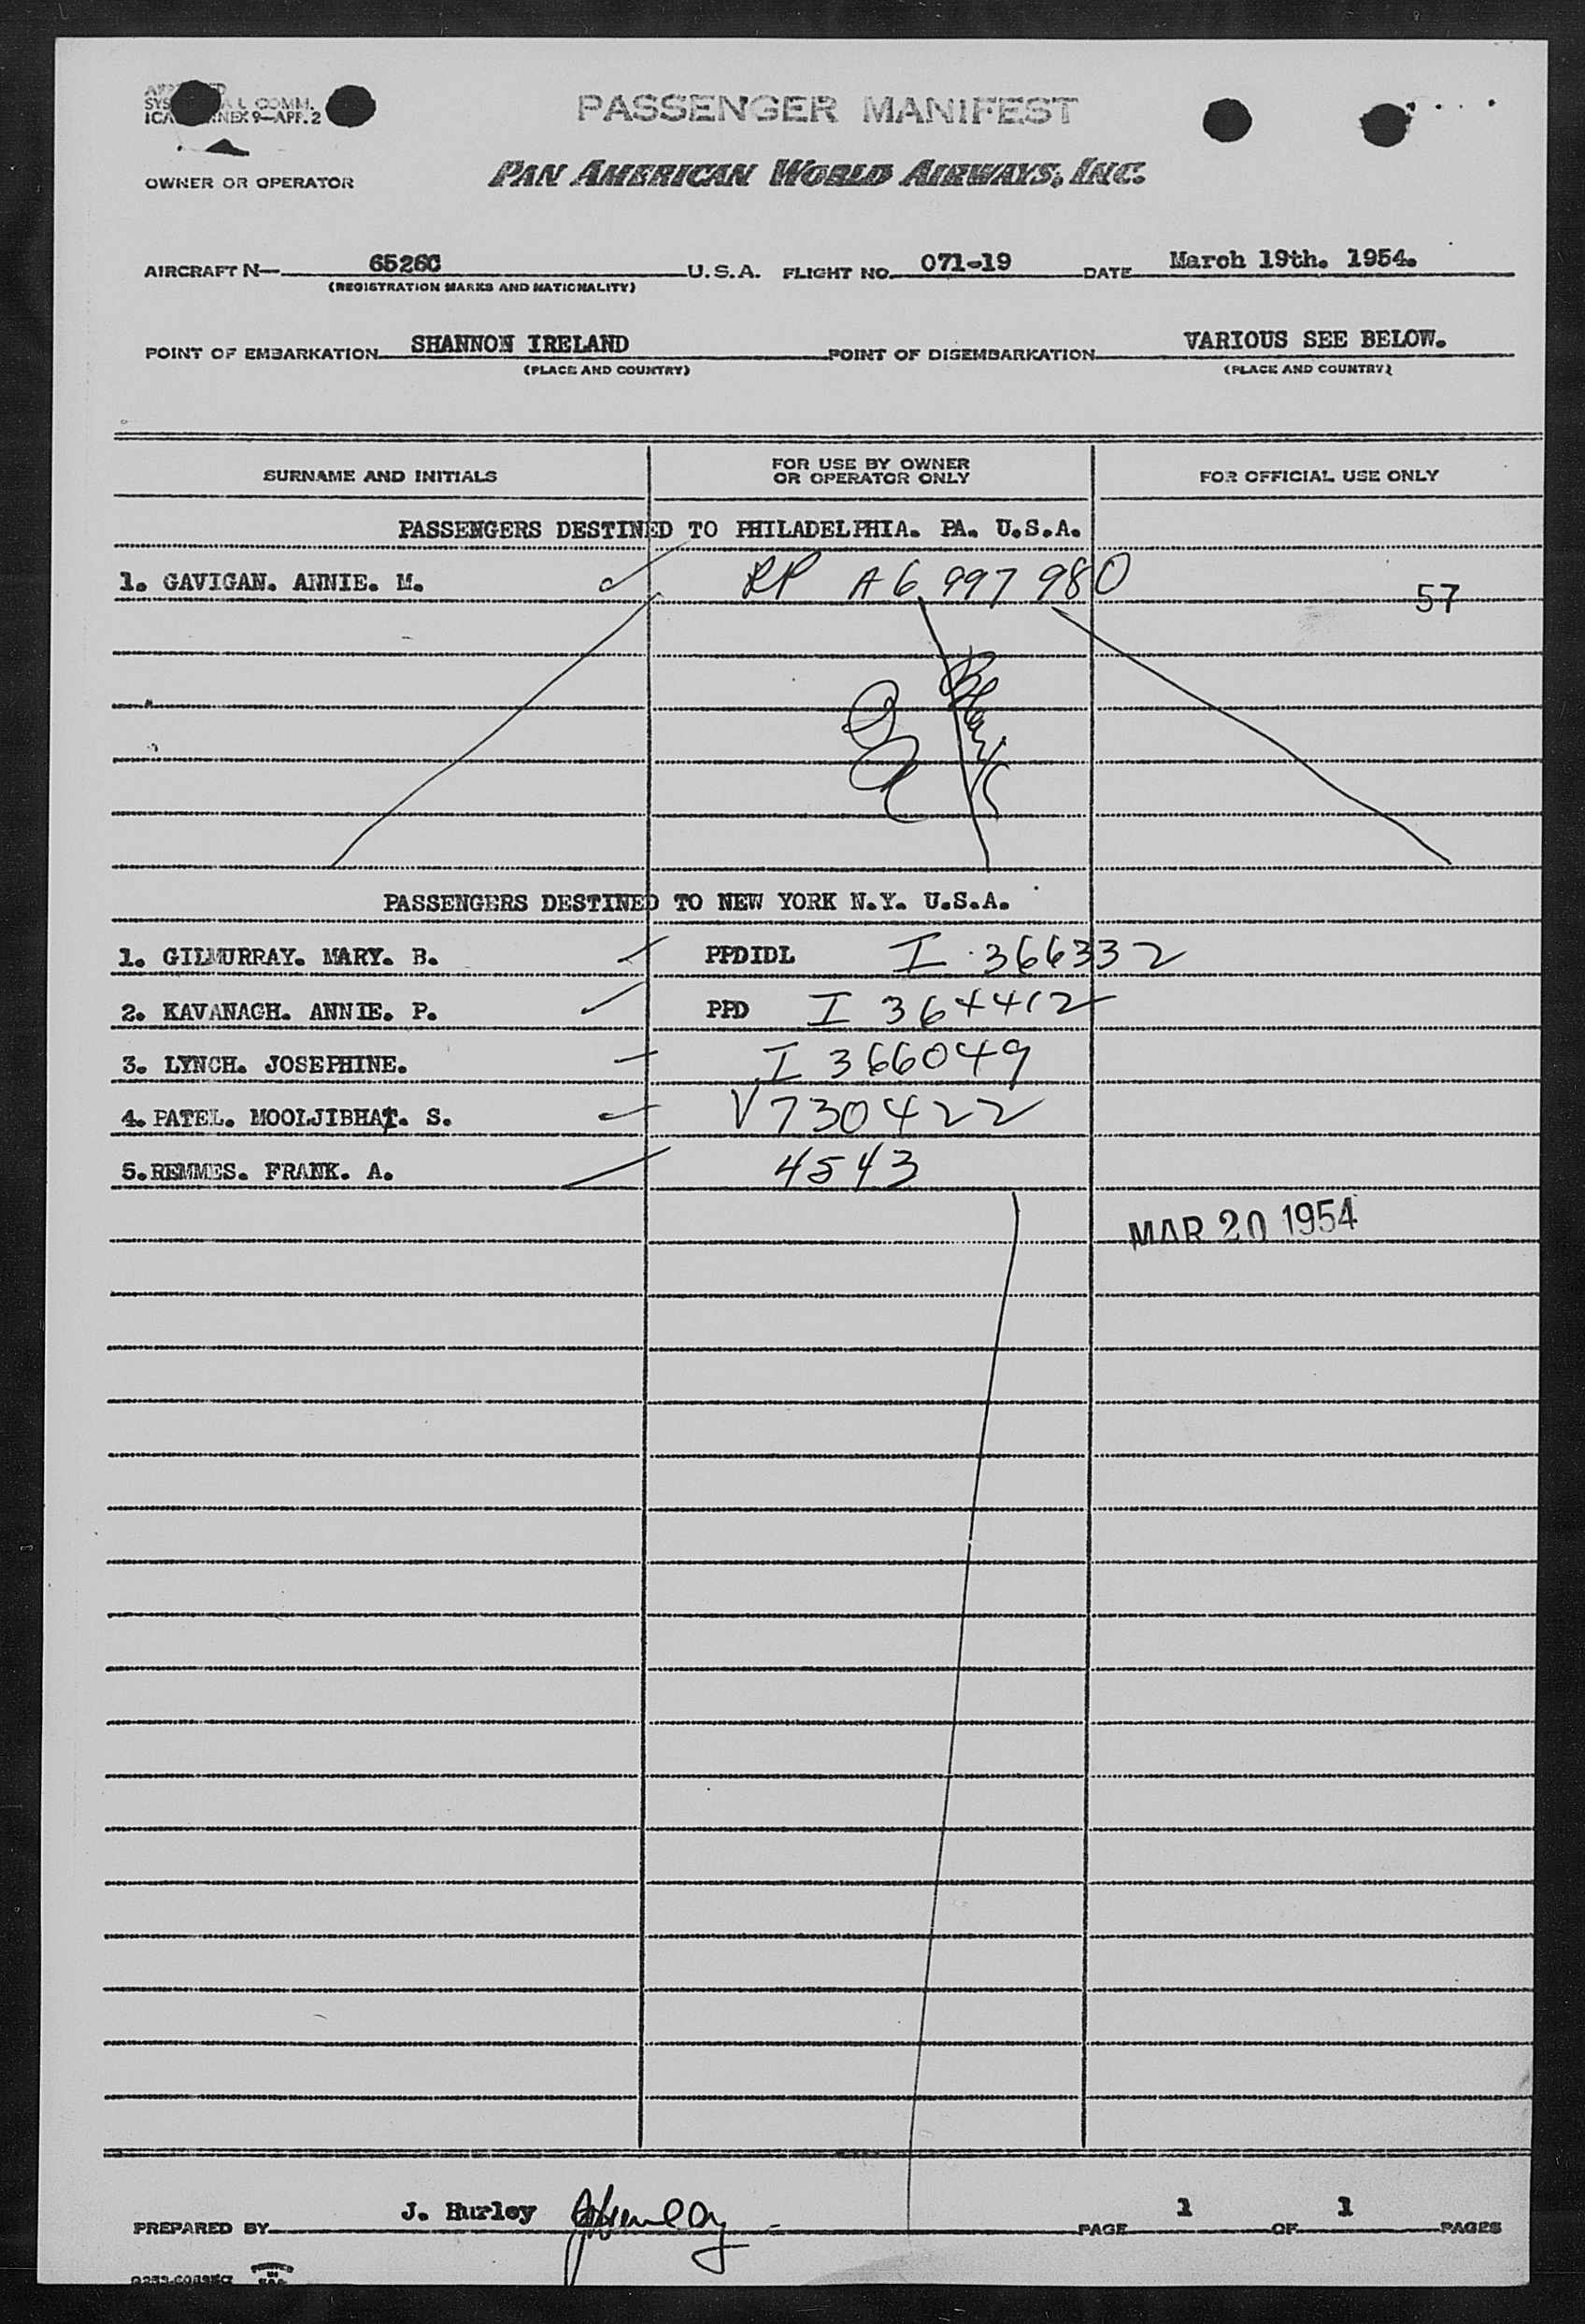 COMM.
PASSENGER MANIFEST
PAN AMERICAN WORLD AIRWAYS, INC.
OWNER OR OPERATOR
AIRCRAFT N— 6526C U.S.A. FLIGHT NO. 071-19 DATE March 19th. 1954.
(REGISTRATION MARKS AND NATIONALITY)
POINT OF EMBARKATION SHANNON IRELAND POINT OF DISEMBARKATION VARIOUS SEE BELOW.
(PLACE AND COUNTRY) (PLACE AND COUNTRY)
SURNAME AND INITIALS FOR USE BY OWNER OR OPERATOR ONLY FOR OFFICIAL USE ONLY
PASSENGERS DESTINED TO PHILADELPHIA. PA. U.S.A.
1. GAVIGAN. ANNIE. M. RP A6 997 980 57
PASSENGERS DESTINED TO NEW YORK N.Y. U.S.A.
1. GILMURRAY. MARY. B. PPDIDL I 366332
2. KAVANAGH. ANNIE. P. PPD I 364412
3. LYNCH. JOSEPHINE. I 366049
4. PATEL. MOOLJIBHAI. S. V730422
5. REMMES. FRANK. A. 4543
MAR 20 1954
PREPARED BY J. Hurley PAGE 1 OF 1 PAGES